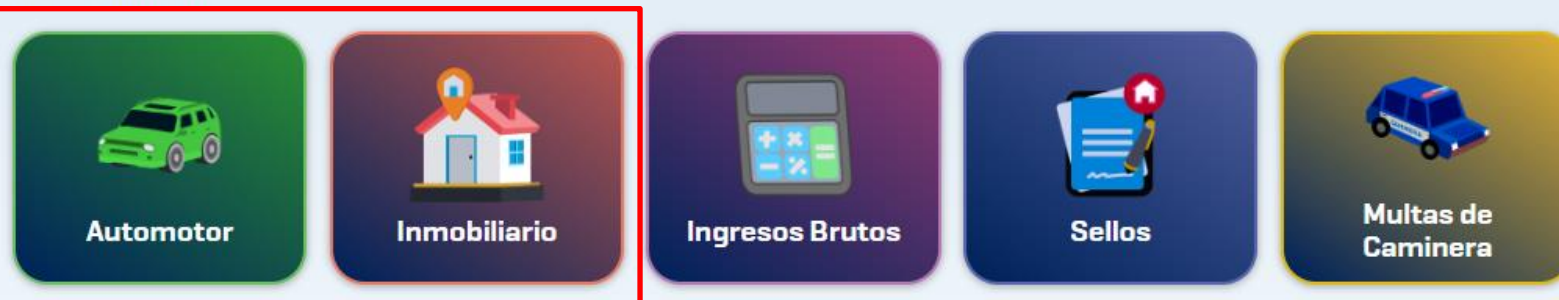 Automotor
Inmobiliario
Ingresos Brutos
Sellos
Multas de
Caminera